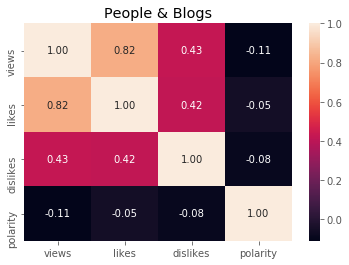 People & Blogs
views
1.00
0.82
0.43
-0.11
likes
0.82
1.00
0.42
-0.05
dislikes
0.43
0.42
1.00
-0.08
polarity
-0.11
-0.05
-0.08
1.00
views
likes
dislikes
polarity
1.0
0.8
0.6
0.4
0.2
0.0